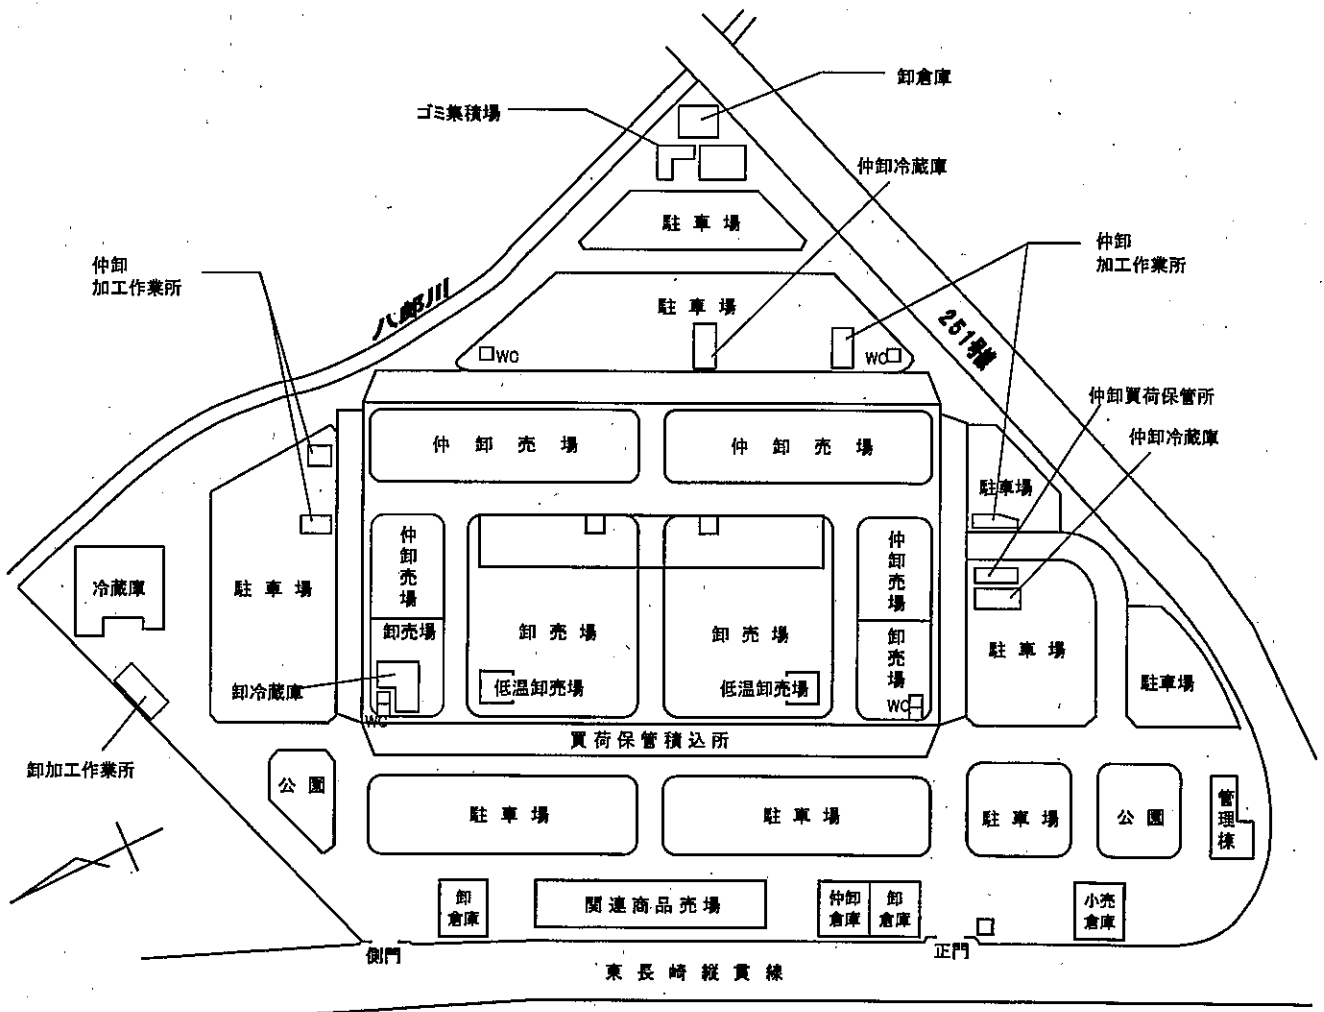 卸倉庫
ゴミ集積場
仲卸冷蔵庫
駐車場
仲卸
加工作業所
仲卸
加工作業所
八郎川
駐車場
251号線
WC
WC
仲卸買荷保管所
仲卸冷蔵庫
仲卸売場
仲卸売場
駐車場
仲卸売場
仲卸売場
冷蔵庫
駐車場
卸売場
卸売場
卸売場
卸売場
駐車場
駐車場
卸冷蔵庫
低温卸売場
低温卸売場
WC
WC
買荷保管積込所
卸加工作業所
公園
駐車場
駐車場
駐車場
公園
管理棟
卸
倉庫
関連商品売場
仲卸
倉庫
卸
倉庫
小売
倉庫
側門
正門
東長崎縦貫線